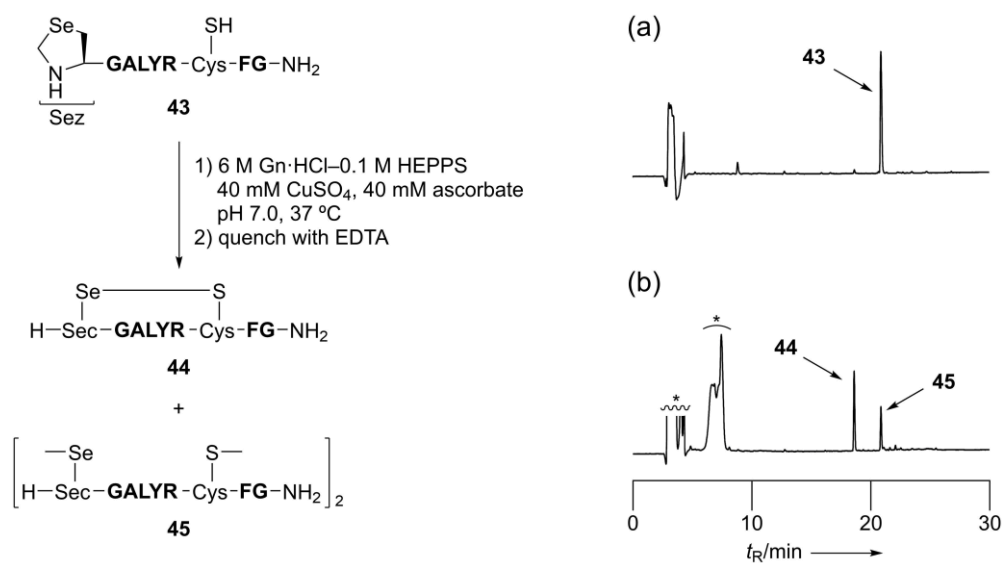 Se
SH
N
H
GALYR-Cys-FG-NH₂
Sez
43
1) 6 M Gn·HCl–0.1 M HEPPS
40 mM CuSO₄, 40 mM ascorbate
pH 7.0, 37 ºC
2) quench with EDTA
Se
S
H-Sec-GALYR-Cys-FG-NH₂
44
+
Se
S
H-Sec-GALYR-Cys-FG-NH₂
2
45
(a)
43
(b)
*
*
44
45
0
10
20
30
tR/min